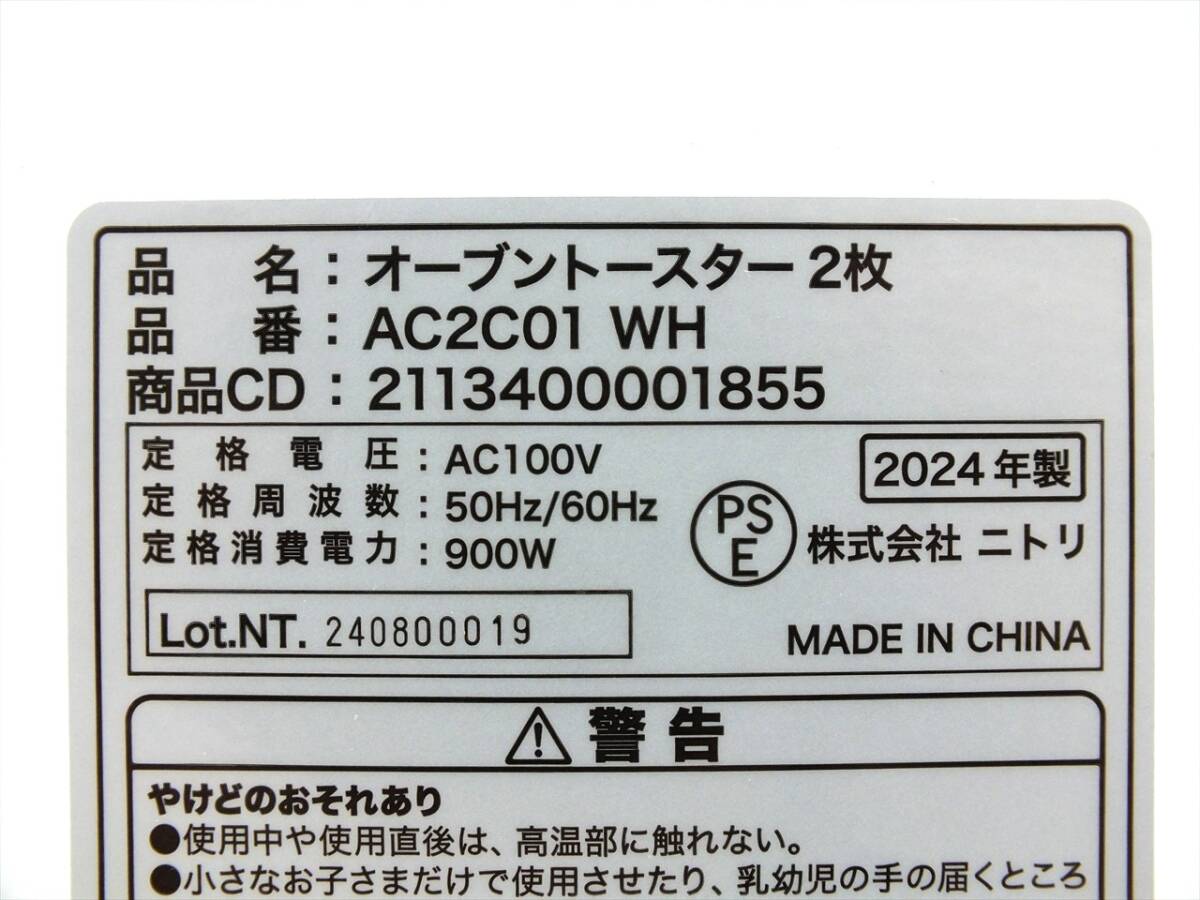 品名：オーブントースター2枚
品番：AC2C01 WH
商品CD：2113400001855
定格電圧：AC100V
定格周波数：50Hz/60Hz
定格消費電力：900W
2024年製
PSE
株式会社 ニトリ
Lot.NT. 240800019
MADE IN CHINA
警告
やけどのおそれあり
●使用中や使用直後は、高温部に触れない。
●小さなお子さまだけで使用させたり、乳幼児の手の届くところ